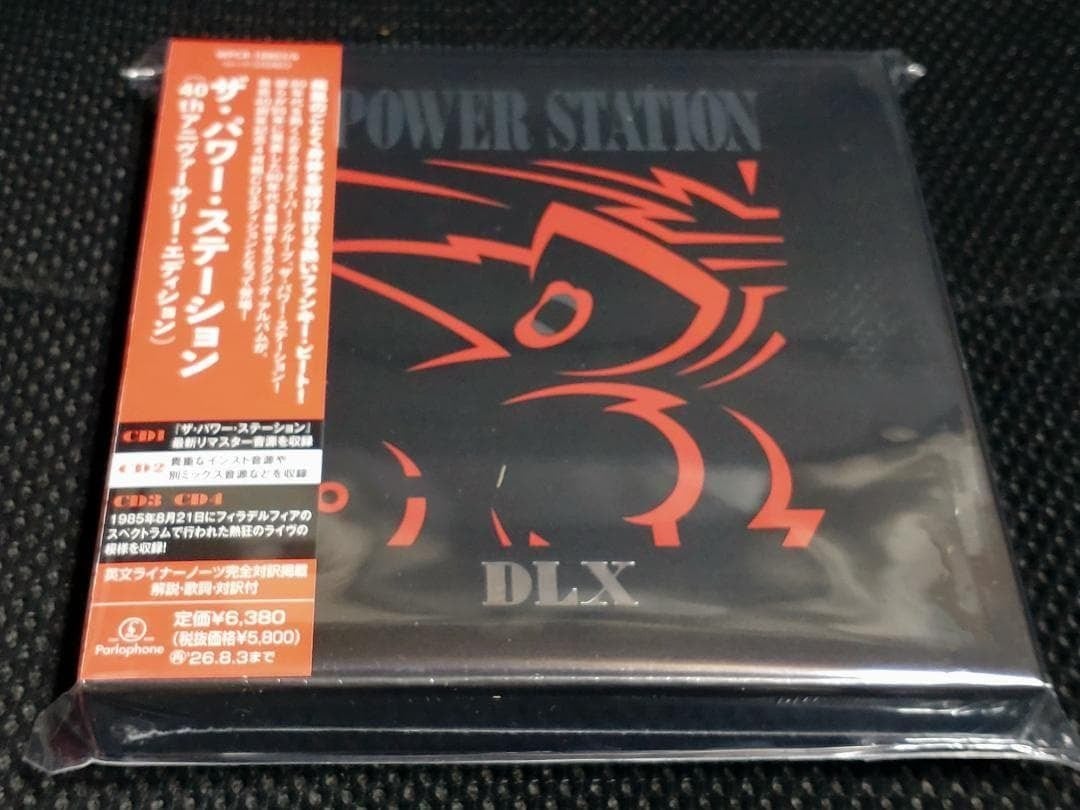 POWER STATION
ザ・パワー・ステーション
(40thアニヴァーサリー・エディション)
CD1
『ザ・パワー・ステーション』
最新リマスター音源を収録
CD2
貴重なインスト音源や
別ミックス音源などを収録
CD3 CD4
1985年8月21日にフィラデルフィアの
スペクトラムで行われた熱狂のライヴの
模様を収録!
英文ライナーノーツ完全対訳掲載
解説・歌詞・対訳付
定価¥6,380
(税抜価格¥5,800)
Parlophone
'26.8.3まで
DLX